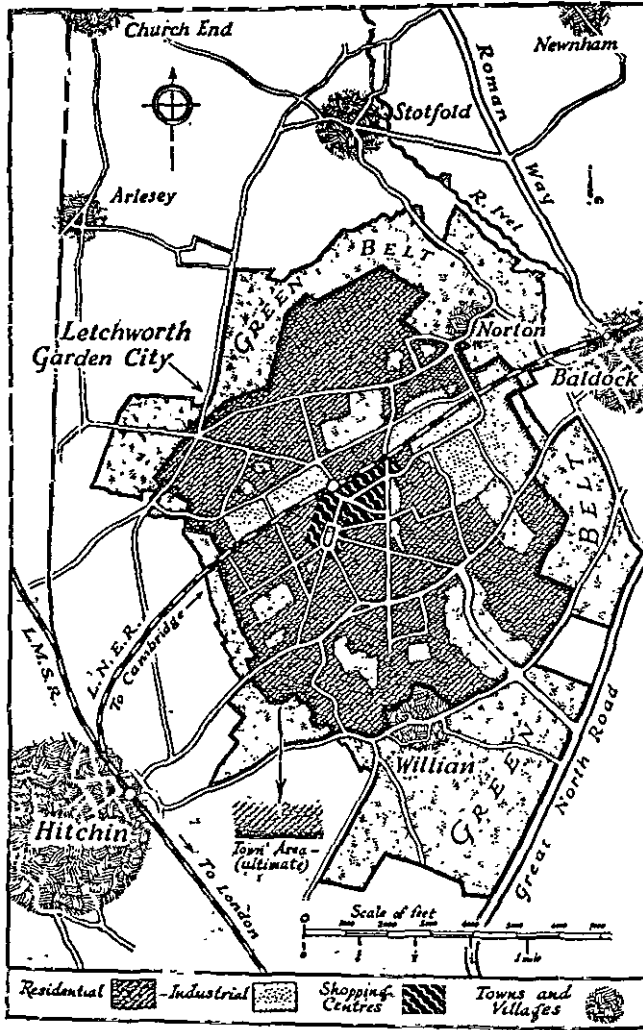 Church End
Newnham
Roman
Way
Stotfold
Arlesey
R. Ivel
GREEN BELT
Norton
Letchworth
Garden City
Baldock
BELT
L.N.E.R.
To Cambridge
L.M.S.R.
GREEN
Willian
Great North Road
Hitchin
Town Area-
(ultimate)
To London
Scale of feet
1 mile
Residential
Industrial
Shopping
Centres
Towns and
Villages